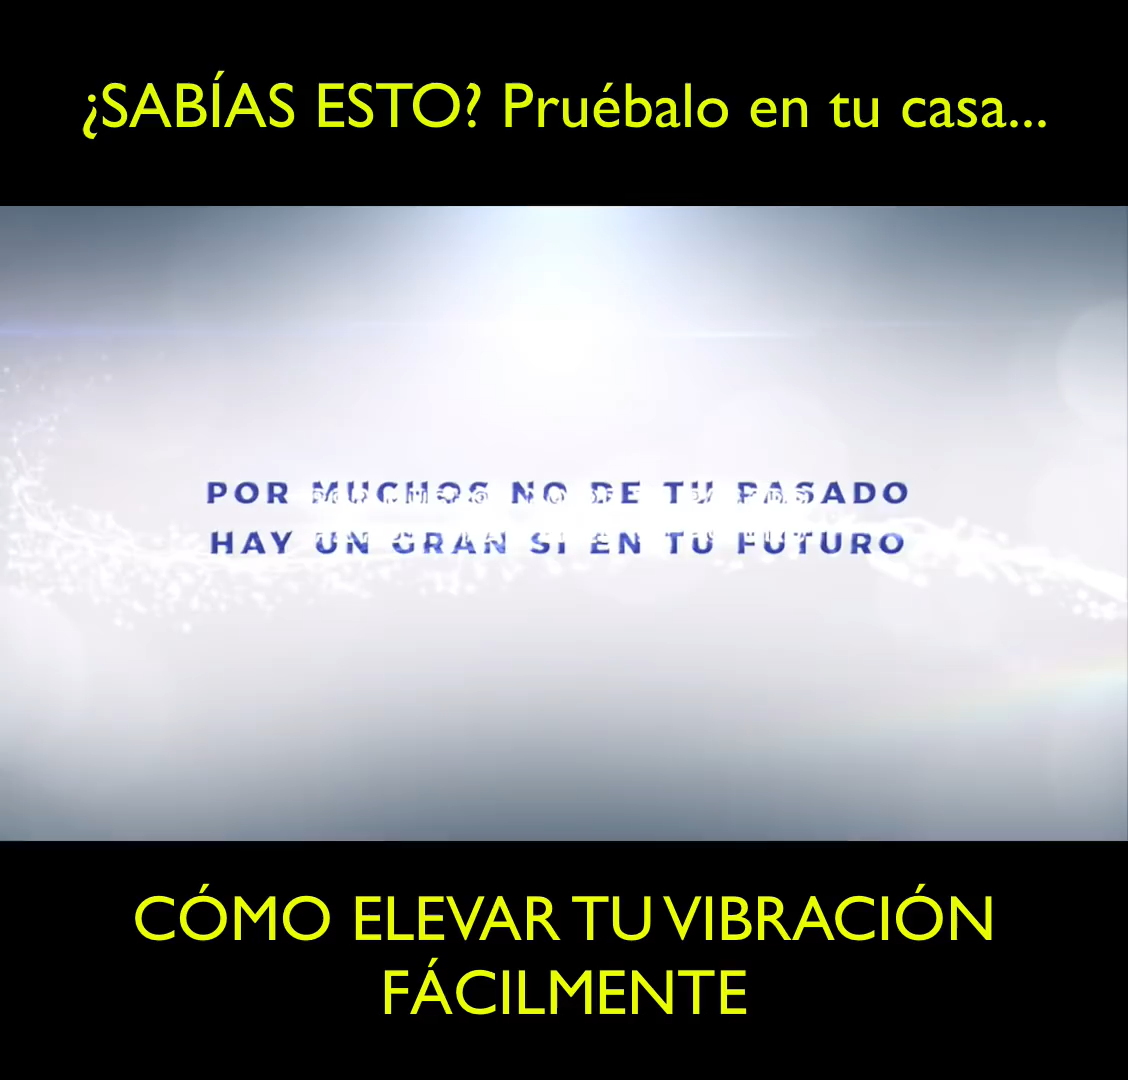 ¿SABÍAS ESTO? Pruébalo en tu casa...
POR MUCHOS NO DE TU PASADO
HAY UN GRAN SI EN TU FUTURO
CÓMO ELEVAR TU VIBRACIÓN
FÁCILMENTE